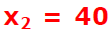 x₂ = 40